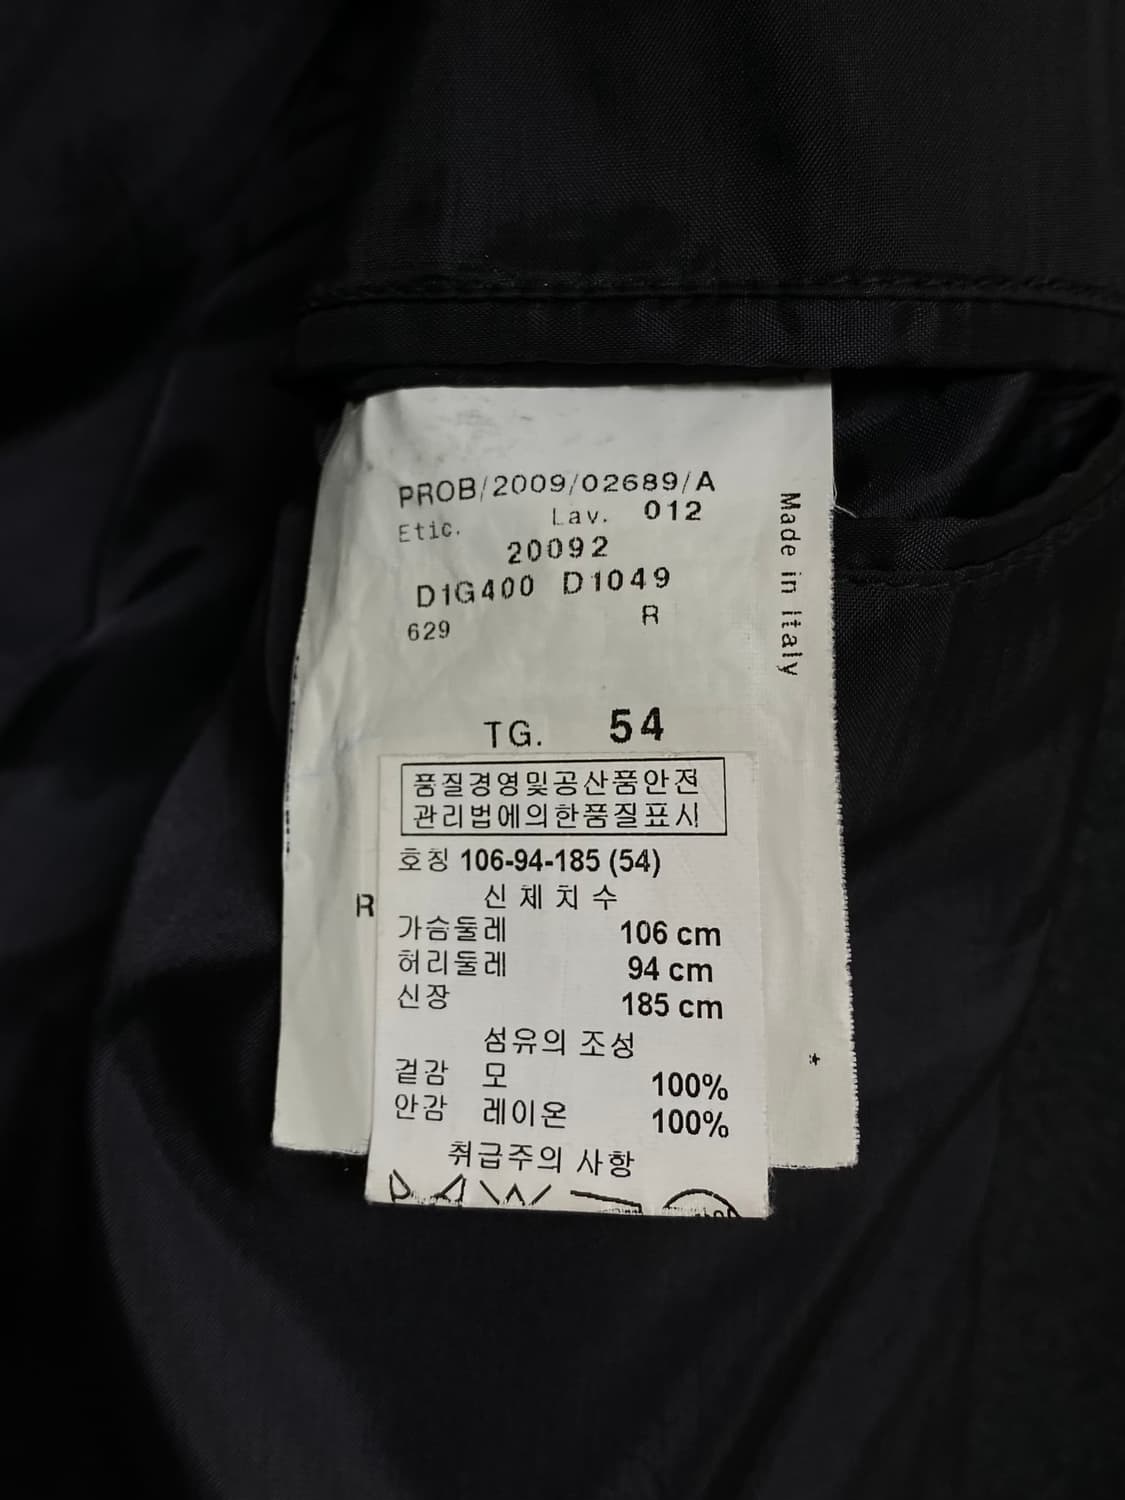 PROB/2009/02689/A
Etic. Lav. 012
20092
D1G400 D1049
629 R
Made in Italy
TG. 54
품질경영및공산품안전
관리법에의한품질표시
호칭 106-94-185 (54)
신체치수
R
가슴둘레 106 cm
허리둘레 94 cm
신장 185 cm
섬유의 조성
겉감 모 100%
안감 레이온 100%
취급주의 사항